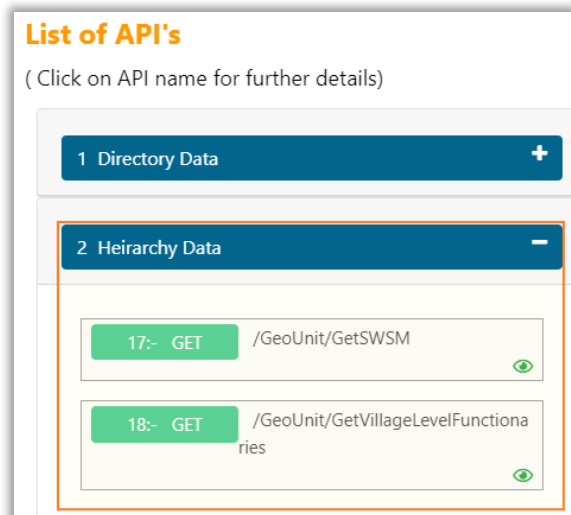 List of API's
( Click on API name for further details)
1 Directory Data
2 Heirarchy Data
17:- GET /GeoUnit/GetSWSM
18:- GET /GeoUnit/GetVillageLevelFunctiona
ries